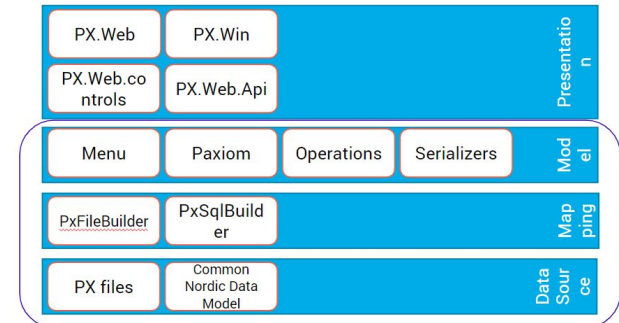 PX.Web
PX.Win
PX.Web.co
ntrols
PX.Web.Api
Presentatio
n
Menu
Paxiom
Operations
Serializers
Mod
el
PxFileBuilder
PxSqlBuild
er
Map
ping
PX files
Common
Nordic Data
Model
Data
Sour
ce